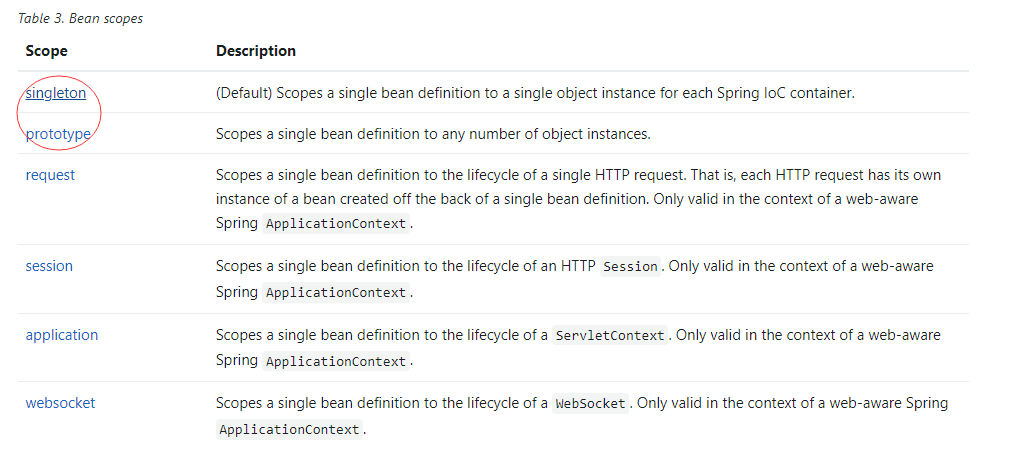 Table 3. Bean scopes
Scope Description
singleton (Default) Scopes a single bean definition to a single object instance for each Spring IoC container.
prototype Scopes a single bean definition to any number of object instances.
request Scopes a single bean definition to the lifecycle of a single HTTP request. That is, each HTTP request has its own
instance of a bean created off the back of a single bean definition. Only valid in the context of a web-aware
Spring ApplicationContext.
session Scopes a single bean definition to the lifecycle of an HTTP Session. Only valid in the context of a web-aware
Spring ApplicationContext.
application Scopes a single bean definition to the lifecycle of a ServletContext. Only valid in the context of a web-aware
Spring ApplicationContext.
websocket Scopes a single bean definition to the lifecycle of a WebSocket. Only valid in the context of a web-aware Spring
ApplicationContext.